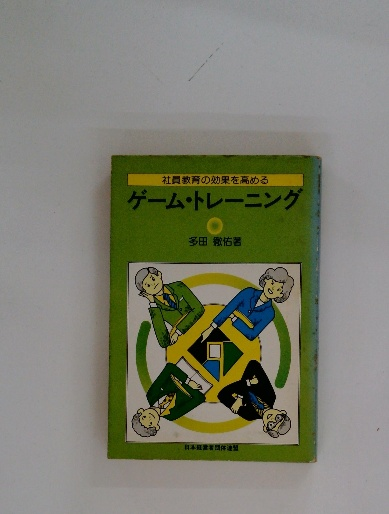 社員教育の効果を高める
ゲーム・トレーニング
多田 徹佑著
日本経営者団体連盟